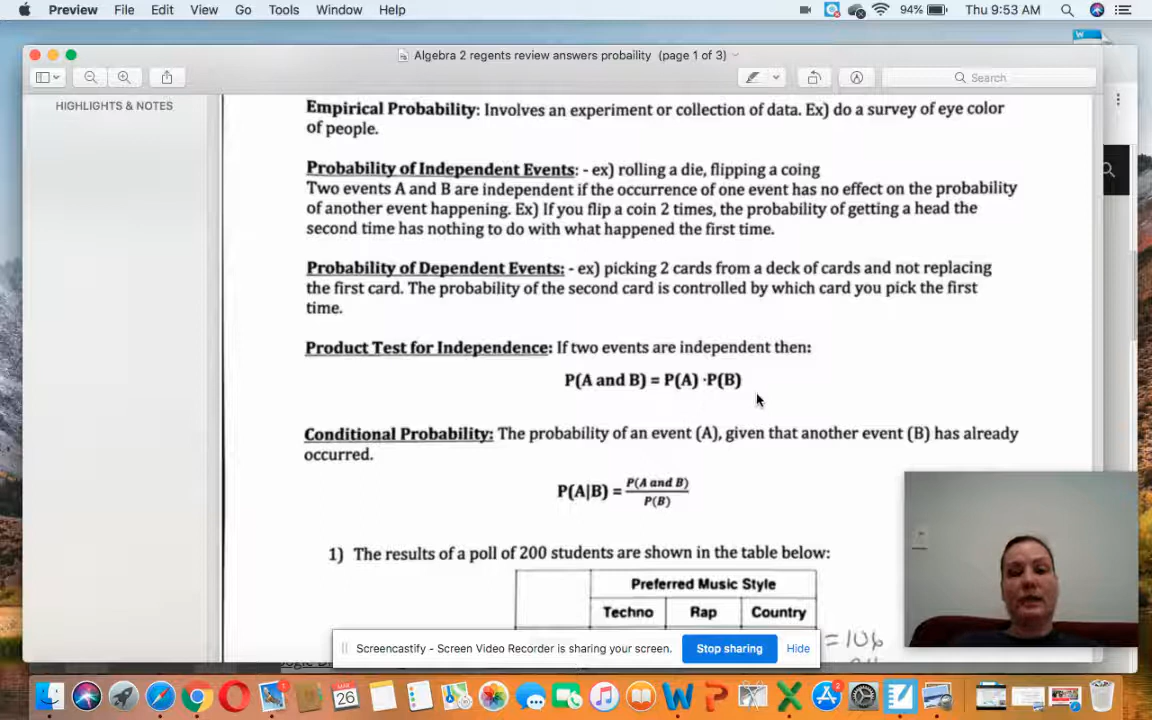 Preview File Edit View Go Tools Window Help 94% Thu 9:53 AM
W
Algebra 2 regents review answers probaility (page 1 of 3)
Search
HIGHLIGHTS & NOTES
Empirical Probability: Involves an experiment or collection of data. Ex) do a survey of eye color
of people.
Probability of Independent Events: - ex) rolling a die, flipping a coing
Two events A and B are independent if the occurrence of one event has no effect on the probability
of another event happening. Ex) If you flip a coin 2 times, the probability of getting a head the
second time has nothing to do with what happened the first time.
Probability of Dependent Events: - ex) picking 2 cards from a deck of cards and not replacing
the first card. The probability of the second card is controlled by which card you pick the first
time.
Product Test for Independence: If two events are independent then:
P(A and B) = P(A) ·P(B)
Conditional Probability: The probability of an event (A), given that another event (B) has already
occurred.
P(A|B) = P(A and B)
P(B)
1) The results of a poll of 200 students are shown in the table below:
Preferred Music Style
Techno Rap Country
= 106
Screencastify - Screen Video Recorder is sharing your screen. Stop sharing Hide
MAR
26